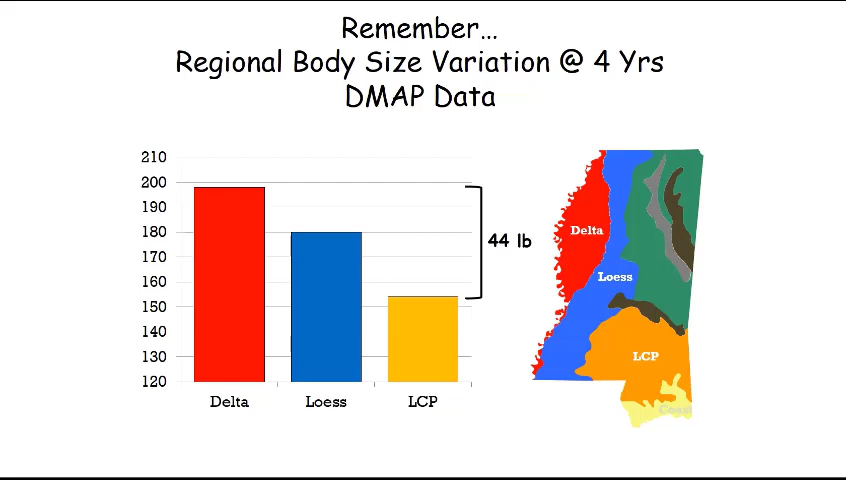 Remember…
Regional Body Size Variation @ 4 Yrs
DMAP Data
210
200
190
180
170
160
150
140
130
120
44 lb
Delta
Loess
LCP
Delta
Loess
LCP
Coast